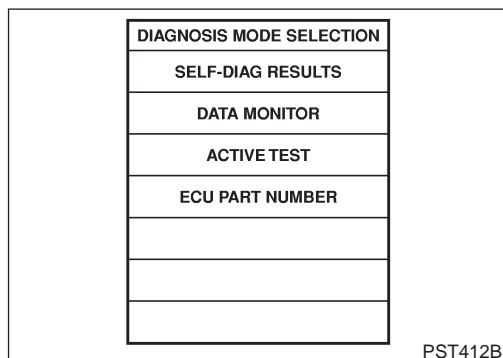 DIAGNOSIS MODE SELECTION
SELF-DIAG RESULTS
DATA MONITOR
ACTIVE TEST
ECU PART NUMBER
PST412B